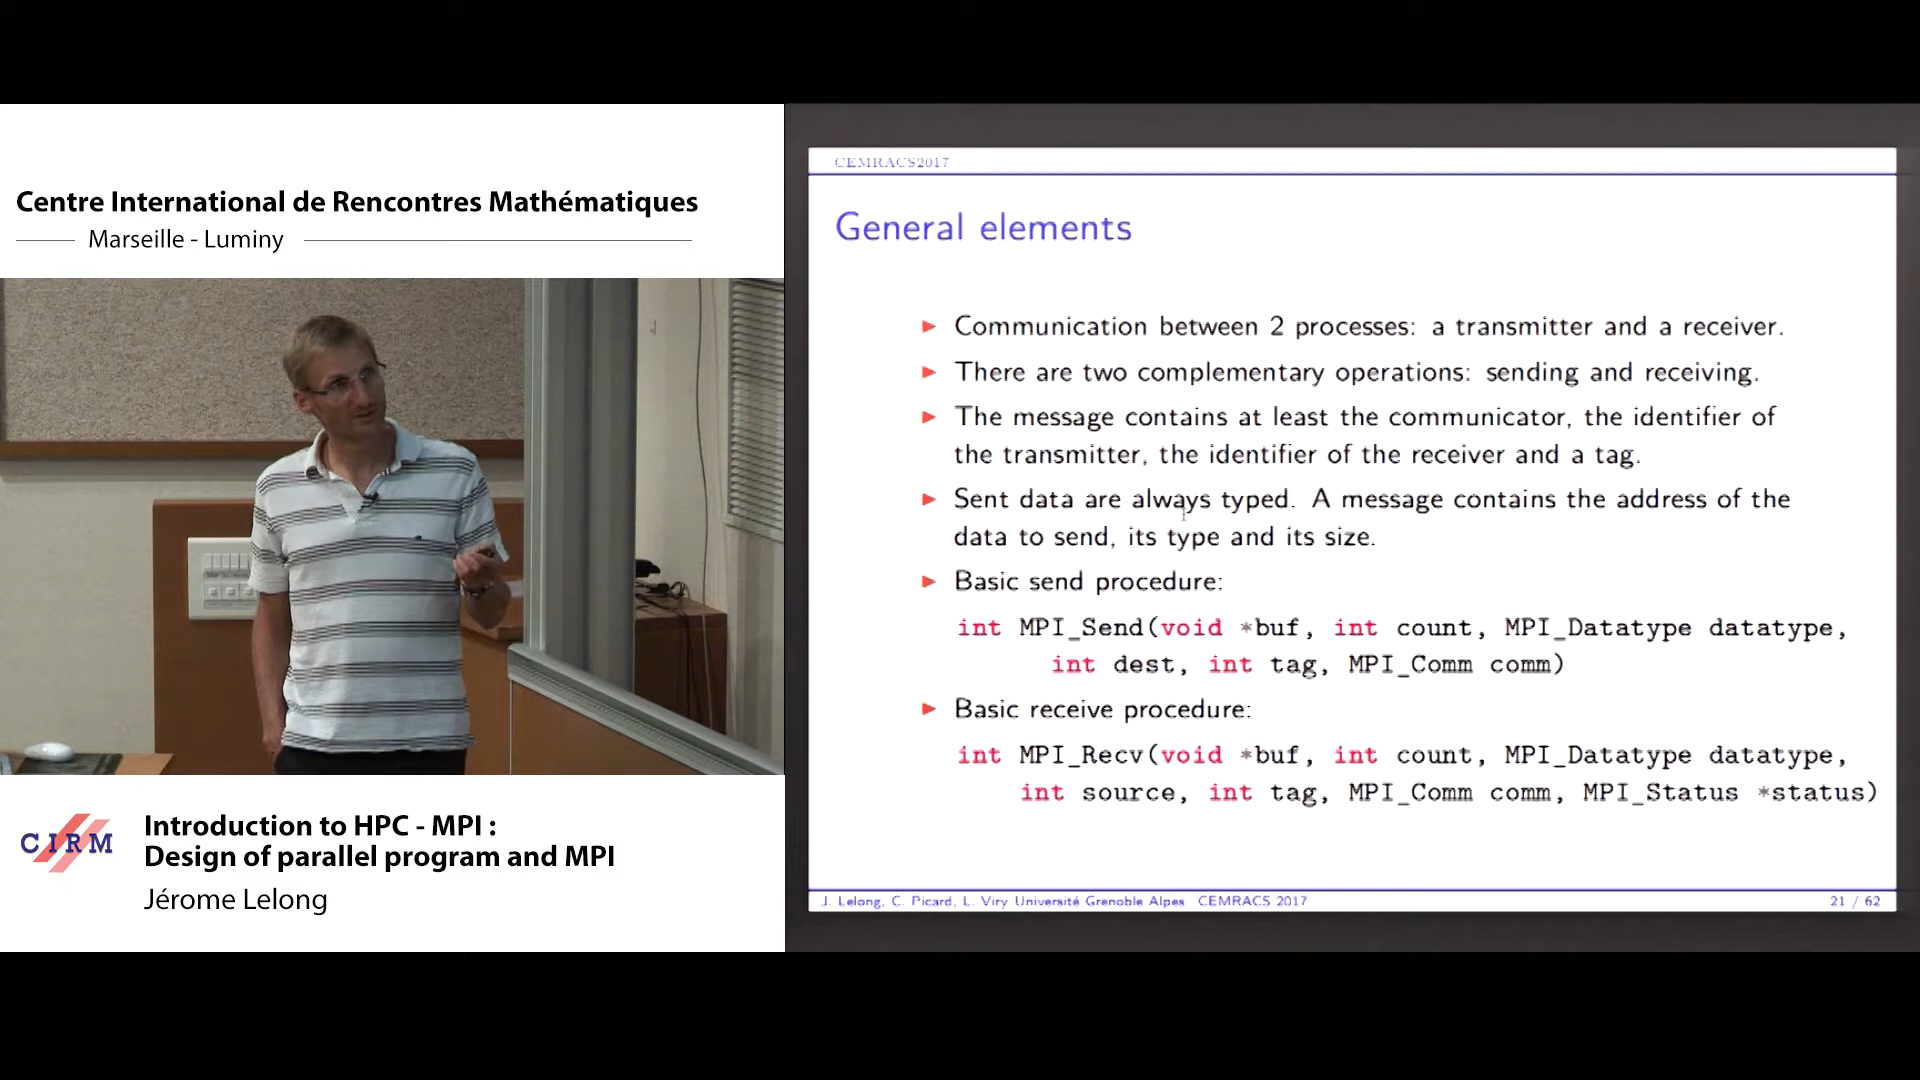 Centre International de Rencontres Mathématiques
Marseille - Luminy
CIRM
Introduction to HPC - MPI :
Design of parallel program and MPI
Jérome Lelong
CEMRACS2017
General elements
Communication between 2 processes: a transmitter and a receiver.
There are two complementary operations: sending and receiving.
The message contains at least the communicator, the identifier of
the transmitter, the identifier of the receiver and a tag.
Sent data are always typed. A message contains the address of the
data to send, its type and its size.
Basic send procedure:
int MPI_Send(void *buf, int count, MPI_Datatype datatype,
int dest, int tag, MPI_Comm comm)
Basic receive procedure:
int MPI_Recv(void *buf, int count, MPI_Datatype datatype,
int source, int tag, MPI_Comm comm, MPI_Status *status)
J. Lelong, C. Picard, L. Viry Université Grenoble Alpes CEMRACS 2017
21 / 62